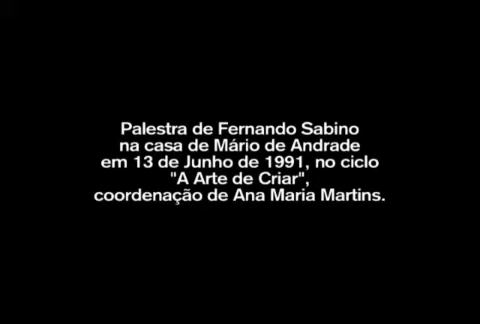 Palestra de Fernando Sabino
na casa de Mário de Andrade
em 13 de Junho de 1991, no ciclo
"A Arte de Criar",
coordenação de Ana Maria Martins.